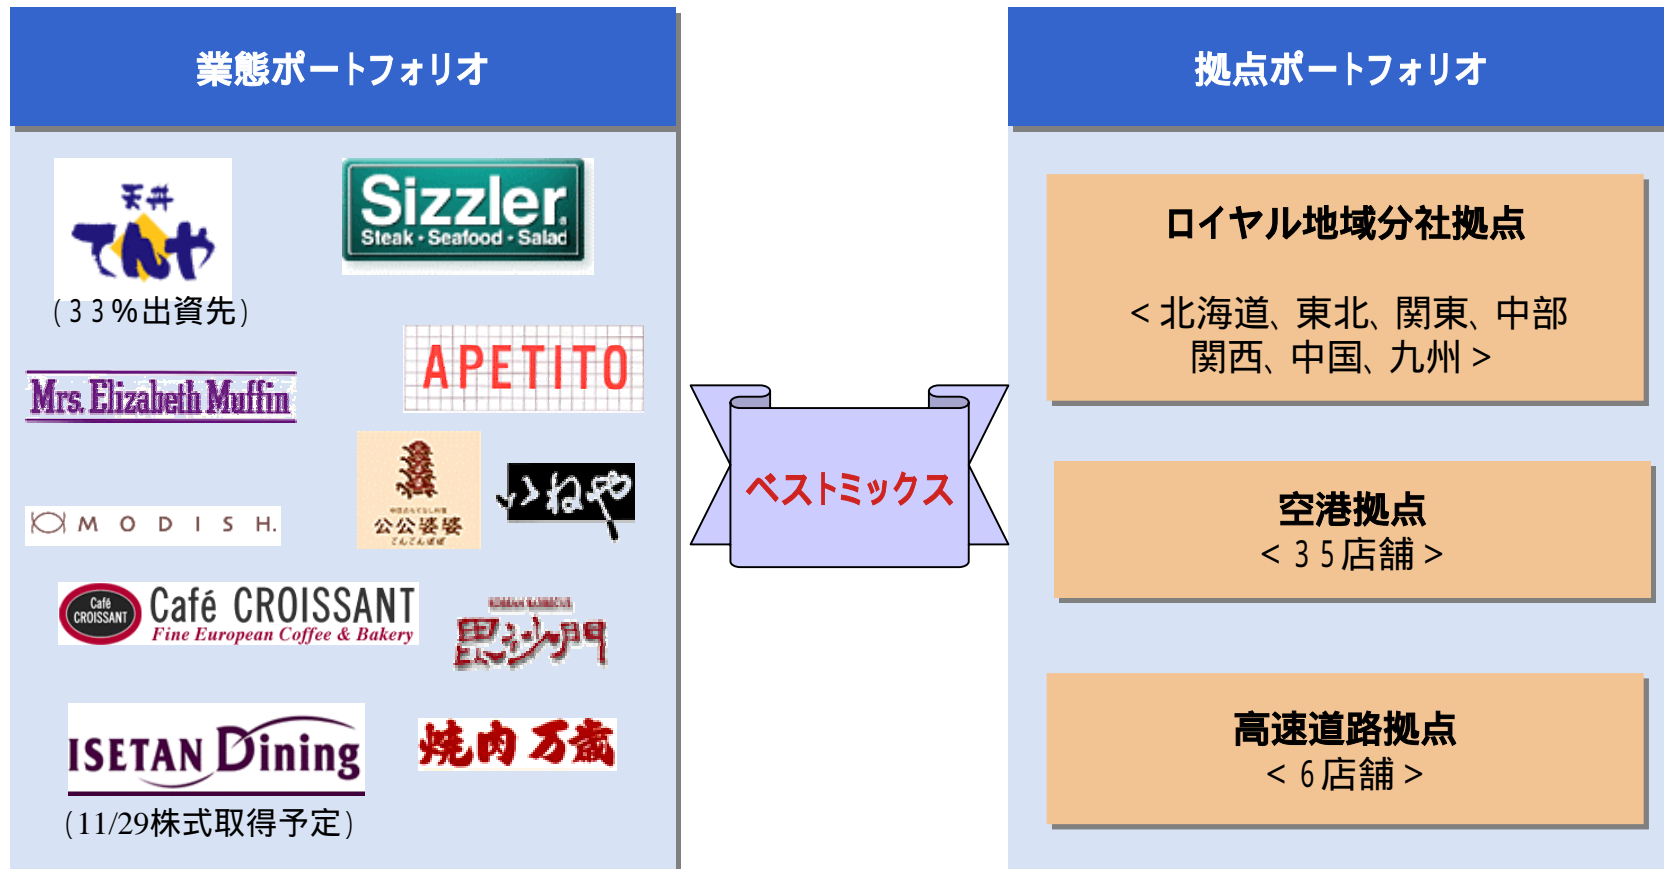 業態ポートフォリオ
天丼
てんや
(33%出資先)
Sizzler®
Steak・Seafood・Salad
APETITO
Mrs. Elizabeth Muffin
公公婆婆
てんてんぽぽ
いねや
MODISH.
Café
CROISSANT
Café CROISSANT
Fine European Coffee & Bakery
毘沙門
ISETAN Dining
(11/29株式取得予定)
焼肉万歳
ベストミックス
拠点ポートフォリオ
ロイヤル地域分社拠点
<北海道、東北、関東、中部
関西、中国、九州>
空港拠点
<35店舗>
高速道路拠点
<6店舗>